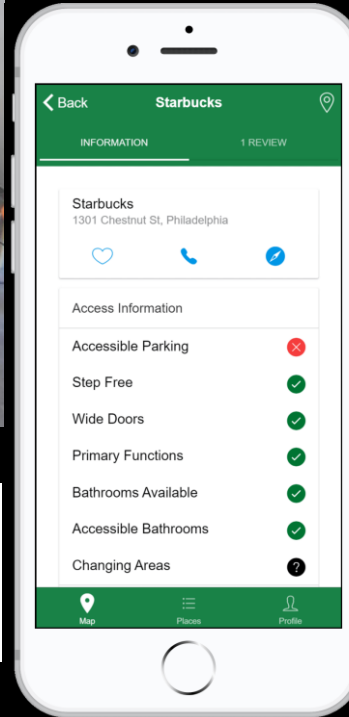 Back
Starbucks
INFORMATION
1 REVIEW
Starbucks
1301 Chestnut St, Philadelphia
Access Information
Accessible Parking
Step Free
Wide Doors
Primary Functions
Bathrooms Available
Accessible Bathrooms
Changing Areas
?
Map
Places
Profile